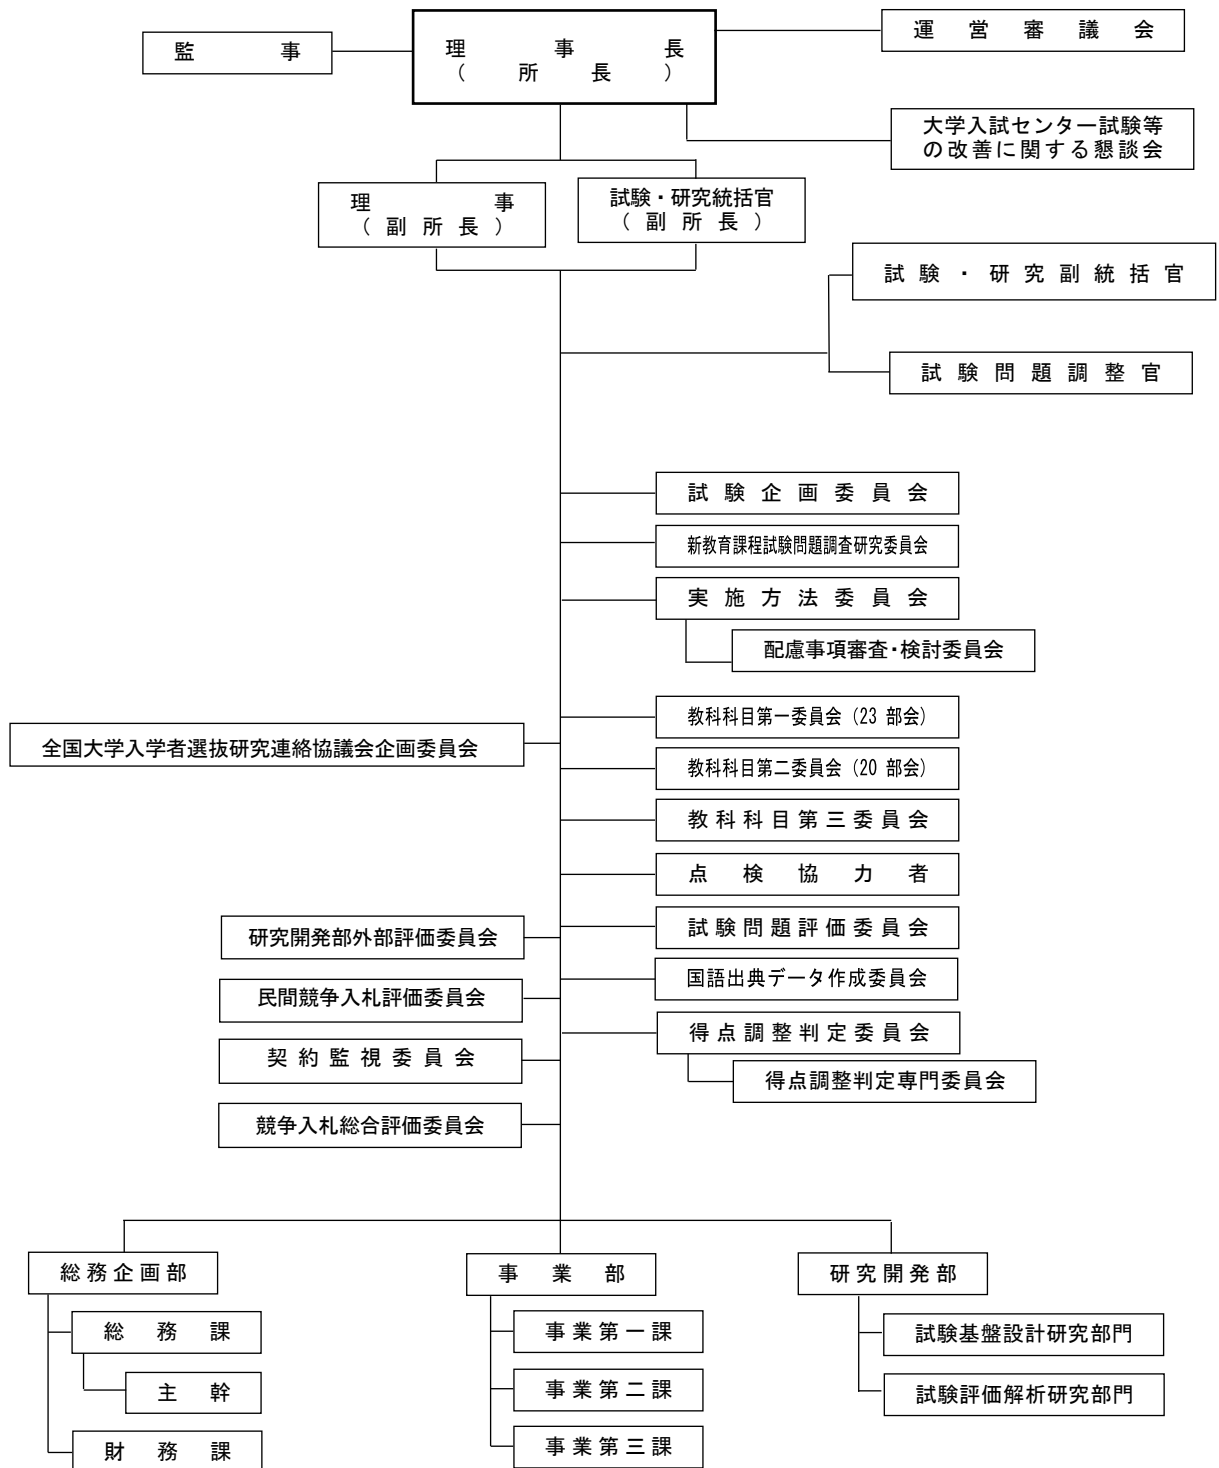 監事
理事長
（所長）
運営審議会
大学入試センター試験等
の改善に関する懇談会
理事
（副所長）
試験・研究統括官
（副所長）
試験・研究副統括官
試験問題調整官
試験企画委員会
新教育課程試験問題調査研究委員会
実施方法委員会
配慮事項審査・検討委員会
教科科目第一委員会（23 部会）
全国大学入学者選抜研究連絡協議会企画委員会
教科科目第二委員会（20 部会）
教科科目第三委員会
点検協力者
試験問題評価委員会
研究開発部外部評価委員会
国語出典データ作成委員会
民間競争入札評価委員会
得点調整判定委員会
契約監視委員会
得点調整判定専門委員会
競争入札総合評価委員会
総務企画部
事業部
研究開発部
総務課
事業第一課
試験基盤設計研究部門
主幹
事業第二課
試験評価解析研究部門
財務課
事業第三課